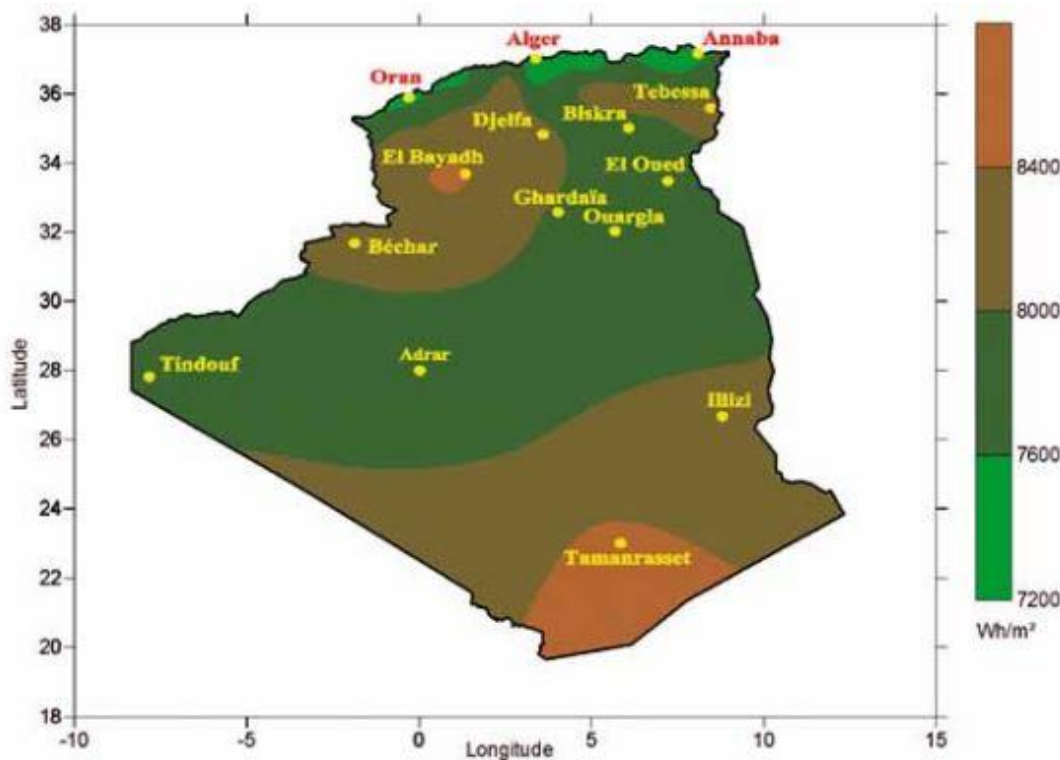 38
36
34
32
30
28
26
24
22
20
18
Latitude
-10
-5
0
5
10
15
Longitude
Alger
Annaba
Oran
Tebessa
Djelfa
Biskra
El Bayadh
El Oued
Ghardaïa
Ouargla
Béchar
Tindouf
Adrar
Illizi
Tamanrasset
8400
8000
7600
7200
Wh/m²